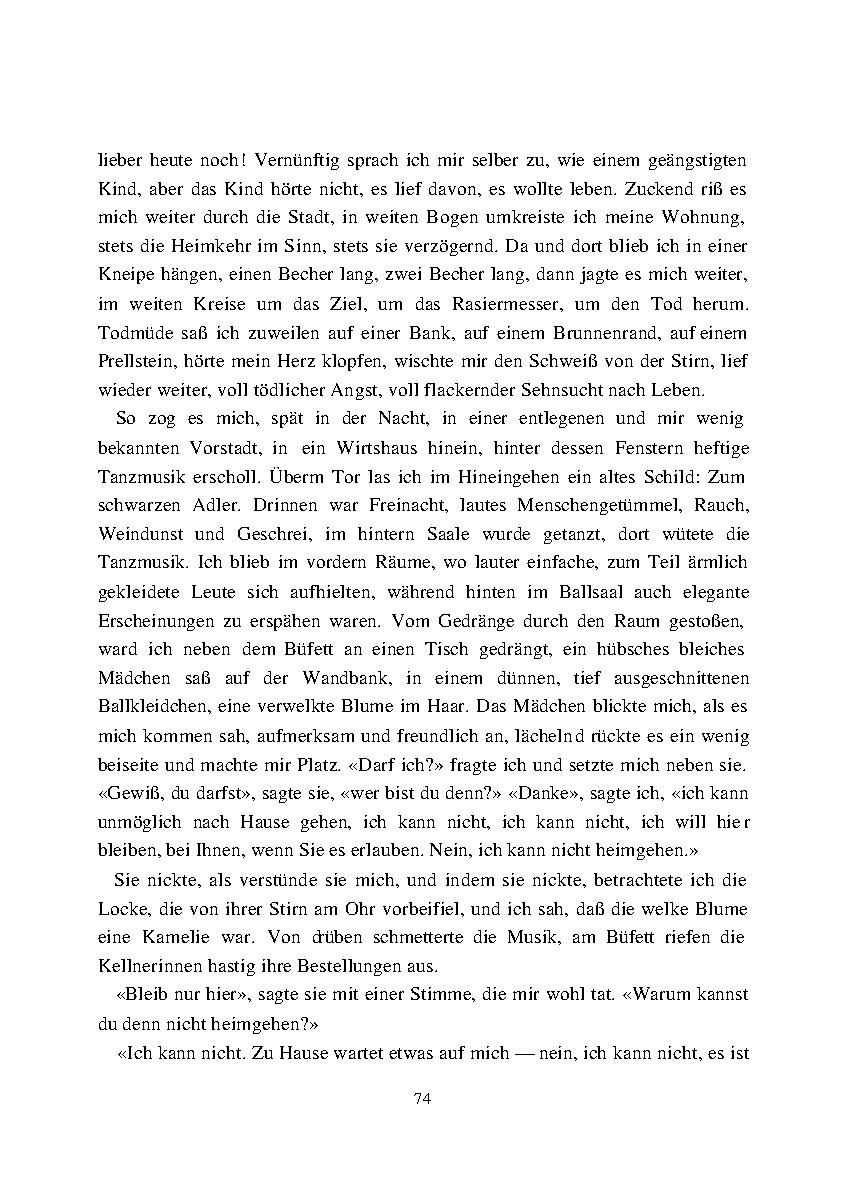 lieber heute noch! Vernünftig sprach ich mir selber zu, wie einem geängstigten
Kind, aber das Kind hörte nicht, es lief davon, es wollte leben. Zuckend riß es
mich weiter durch die Stadt, in weiten Bogen umkreiste ich meine Wohnung,
stets die Heimkehr im Sinn, stets sie verzögernd. Da und dort blieb ich in einer
Kneipe hängen, einen Becher lang, zwei Becher lang, dann jagte es mich weiter,
im weiten Kreise um das Ziel, um das Rasiermesser, um den Tod herum.
Todmüde saß ich zuweilen auf einer Bank, auf einem Brunnenrand, auf einem
Prellstein, hörte mein Herz klopfen, wischte mir den Schweiß von der Stirn, lief
wieder weiter, voll tödlicher Angst, voll flackernder Sehnsucht nach Leben.
So zog es mich, spät in der Nacht, in einer entlegenen und mir wenig
bekannten Vorstadt, in ein Wirtshaus hinein, hinter dessen Fenstern heftige
Tanzmusik erscholl. Überm Tor las ich im Hineingehen ein altes Schild: Zum
schwarzen Adler. Drinnen war Freinacht, lautes Menschengetümmel, Rauch,
Weindunst und Geschrei, im hintern Saale wurde getanzt, dort wütete die
Tanzmusik. Ich blieb im vordern Räume, wo lauter einfache, zum Teil ärmlich
gekleidete Leute sich aufhielten, während hinten im Ballsaal auch elegante
Erscheinungen zu erspähen waren. Vom Gedränge durch den Raum gestoßen,
ward ich neben dem Büfett an einen Tisch gedrängt, ein hübsches bleiches
Mädchen saß auf der Wandbank, in einem dünnen, tief ausgeschnittenen
Ballkleidchen, eine verwelkte Blume im Haar. Das Mädchen blickte mich, als es
mich kommen sah, aufmerksam und freundlich an, lächelnd rückte es ein wenig
beiseite und machte mir Platz. «Darf ich?» fragte ich und setzte mich neben sie.
«Gewiß, du darfst», sagte sie, «wer bist du denn?» «Danke», sagte ich, «ich kann
unmöglich nach Hause gehen, ich kann nicht, ich kann nicht, ich will hier
bleiben, bei Ihnen, wenn Sie es erlauben. Nein, ich kann nicht heimgehen.»
Sie nickte, als verstünde sie mich, und indem sie nickte, betrachtete ich die
Locke, die von ihrer Stirn am Ohr vorbeifiel, und ich sah, daß die welke Blume
eine Kamelie war. Von drüben schmetterte die Musik, am Büfett riefen die
Kellnerinnen hastig ihre Bestellungen aus.
«Bleib nur hier», sagte sie mit einer Stimme, die mir wohl tat. «Warum kannst
du denn nicht heimgehen?»
«Ich kann nicht. Zu Hause wartet etwas auf mich — nein, ich kann nicht, es ist
74